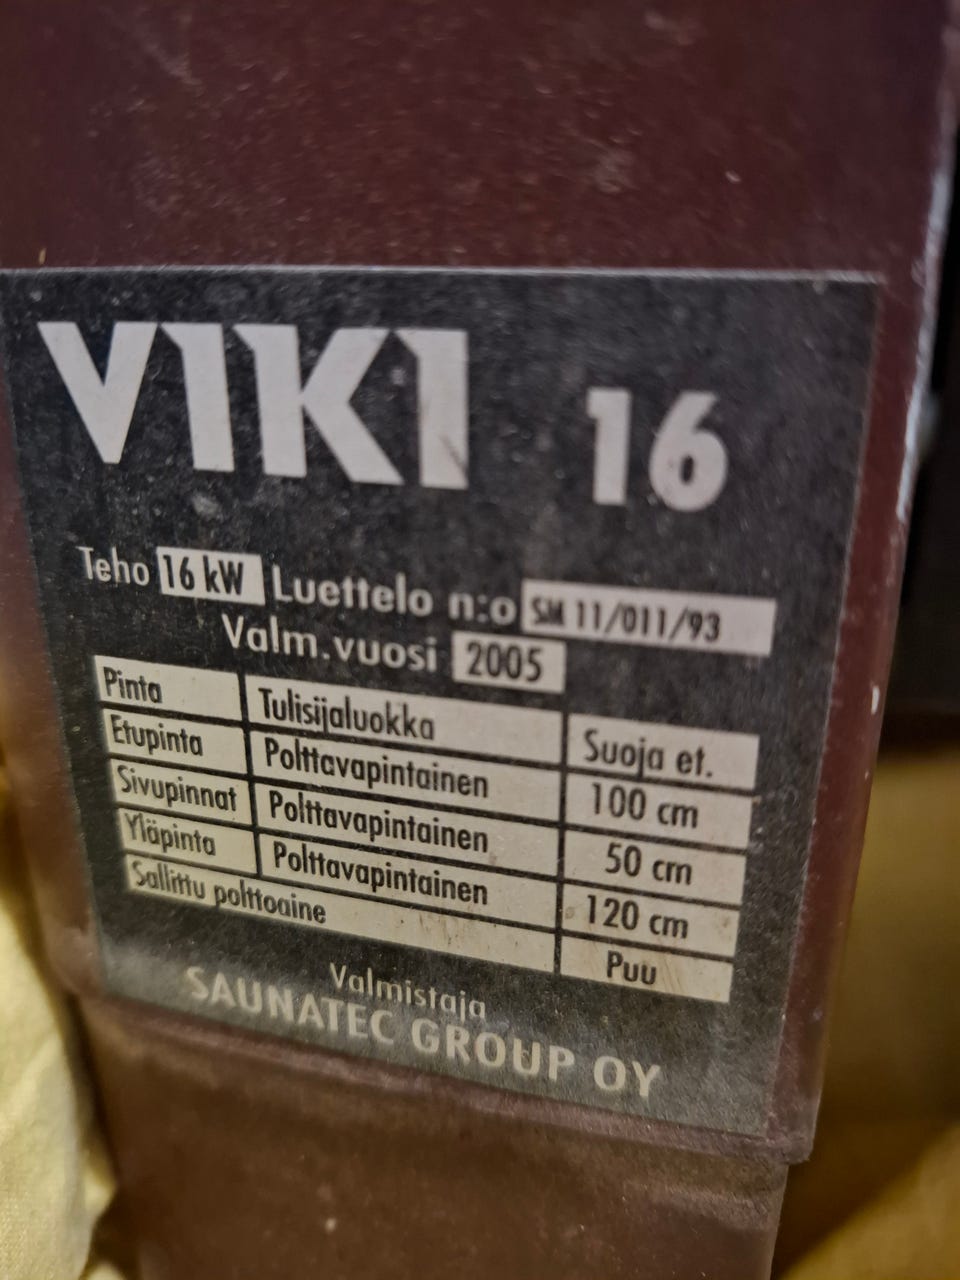 VIKI 16
Teho 16 kW Luettelo n:o SM 11/011/93
Valm.vuosi 2005
Pinta Tulisijaluokka Suoja et.
Etupinta Polttavapintainen 100 cm
Sivupinnat Polttavapintainen 50 cm
Yläpinta Polttavapintainen 120 cm
Sallittu polttoaine Puu
Valmistaja
SAUNATEC GROUP OY